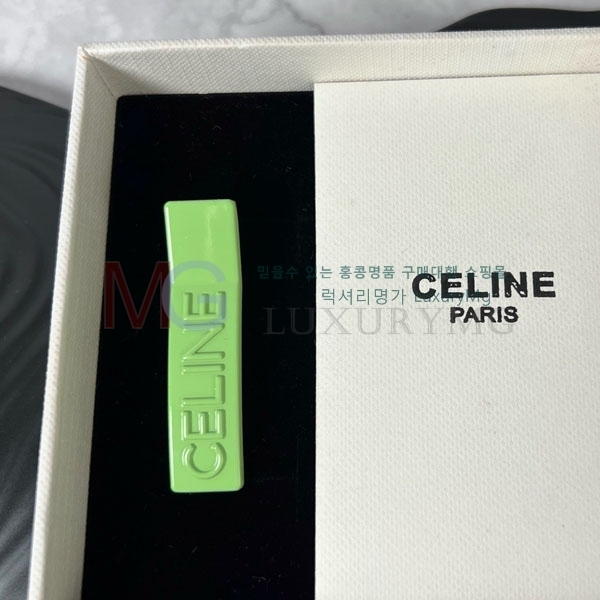 CELINE
MG
믿을수 있는 홍콩명품 구매대행 쇼핑몰
럭셔리명가 LuxuryMg
LUXURYMG
CELINE
PARIS